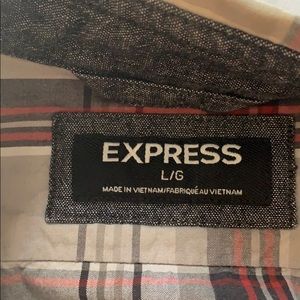 EXPRESS
L/G
MADE IN VIETNAM/FABRIQUÉ AU VIETNAM